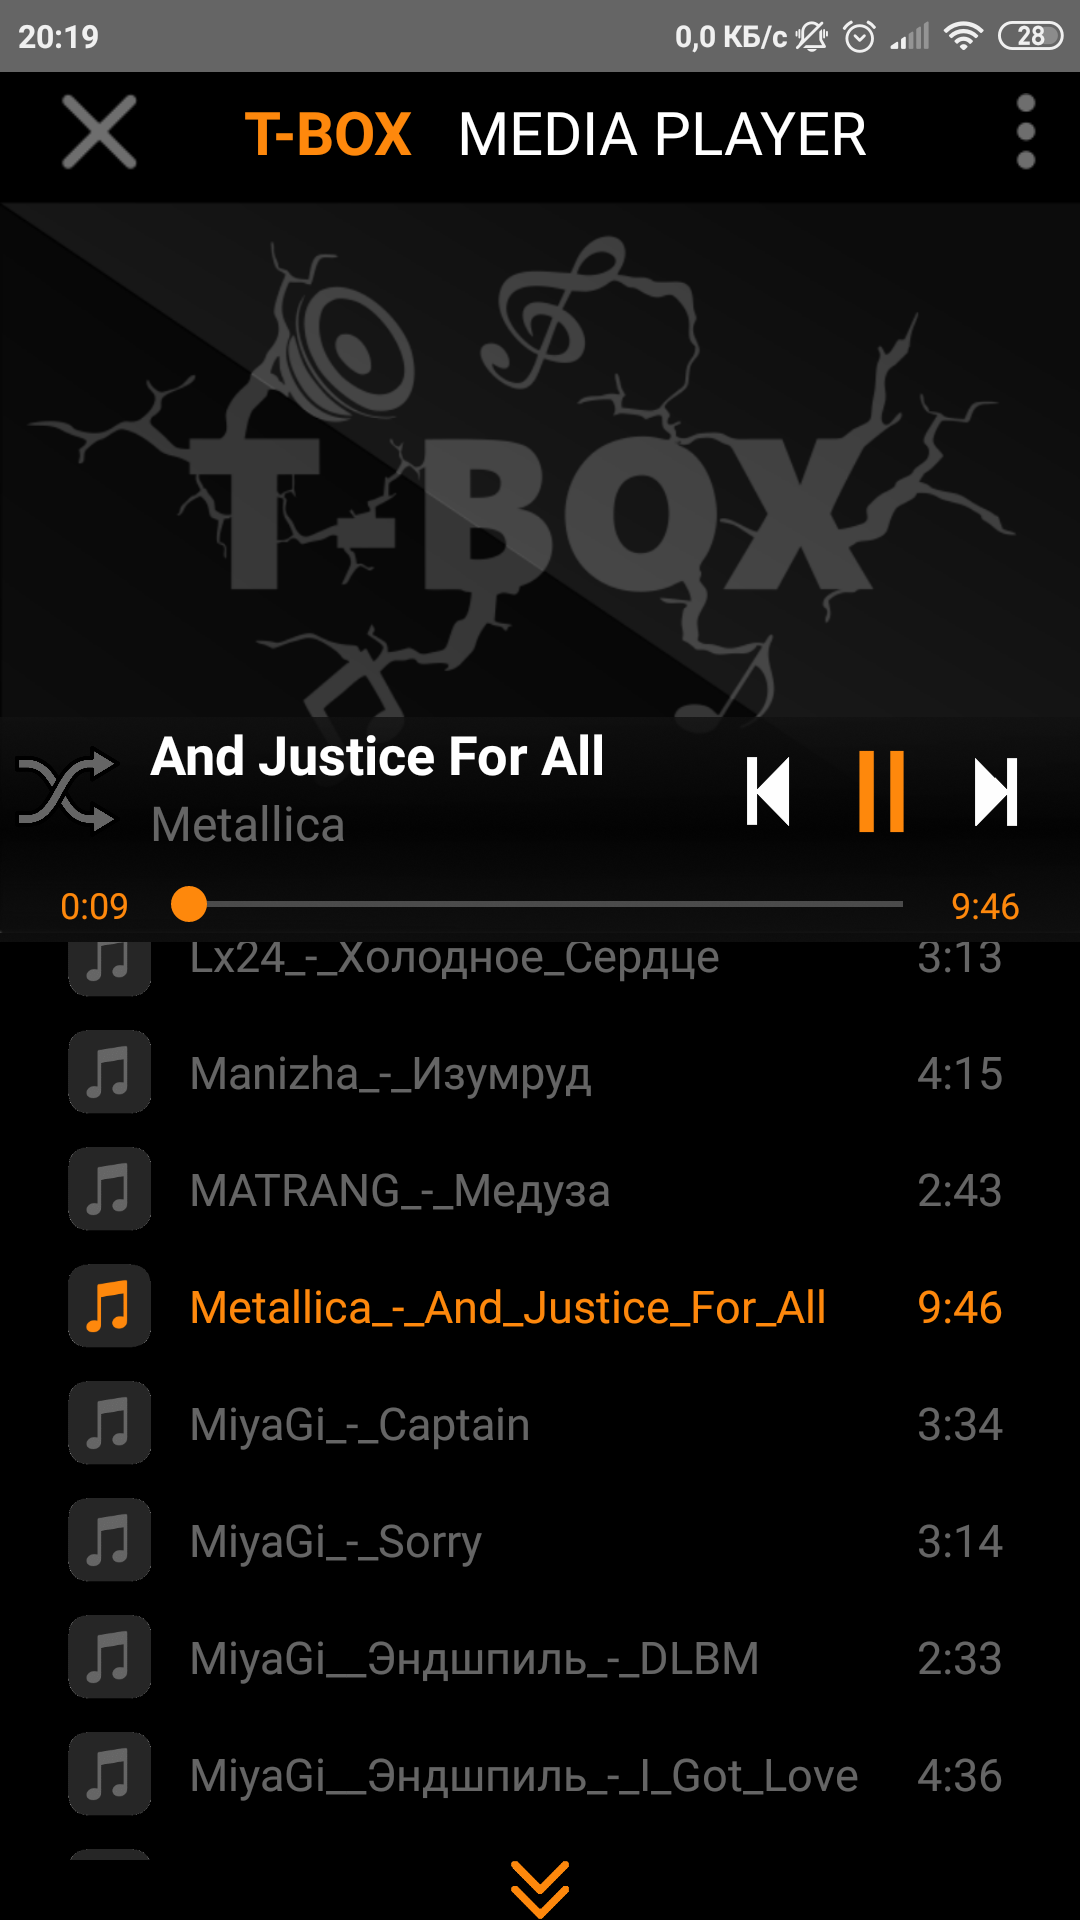 20:19 0,0 КБ/с 28
T-BOX MEDIA PLAYER
T-BOX
And Justice For All
Metallica
0:09 9:46
Lx24_-_Холодное_Сердце 3:13
Manizha_-_Изумруд 4:15
MATRANG_-_Медуза 2:43
Metallica_-_And_Justice_For_All 9:46
MiyaGi_-_Captain 3:34
MiyaGi_-_Sorry 3:14
MiyaGi__Эндшпиль_-_DLBM 2:33
MiyaGi__Эндшпиль_-_I_Got_Love 4:36